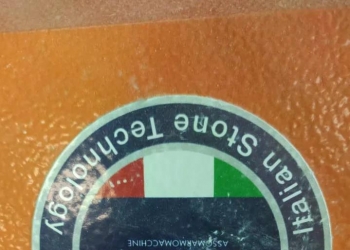 Italian Stone Technology
ASSOMARMOMACCHINE